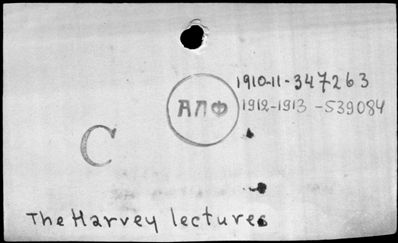 1910-11-347263
АЛФ
1912-1913-539084
C
The Harvey lectures